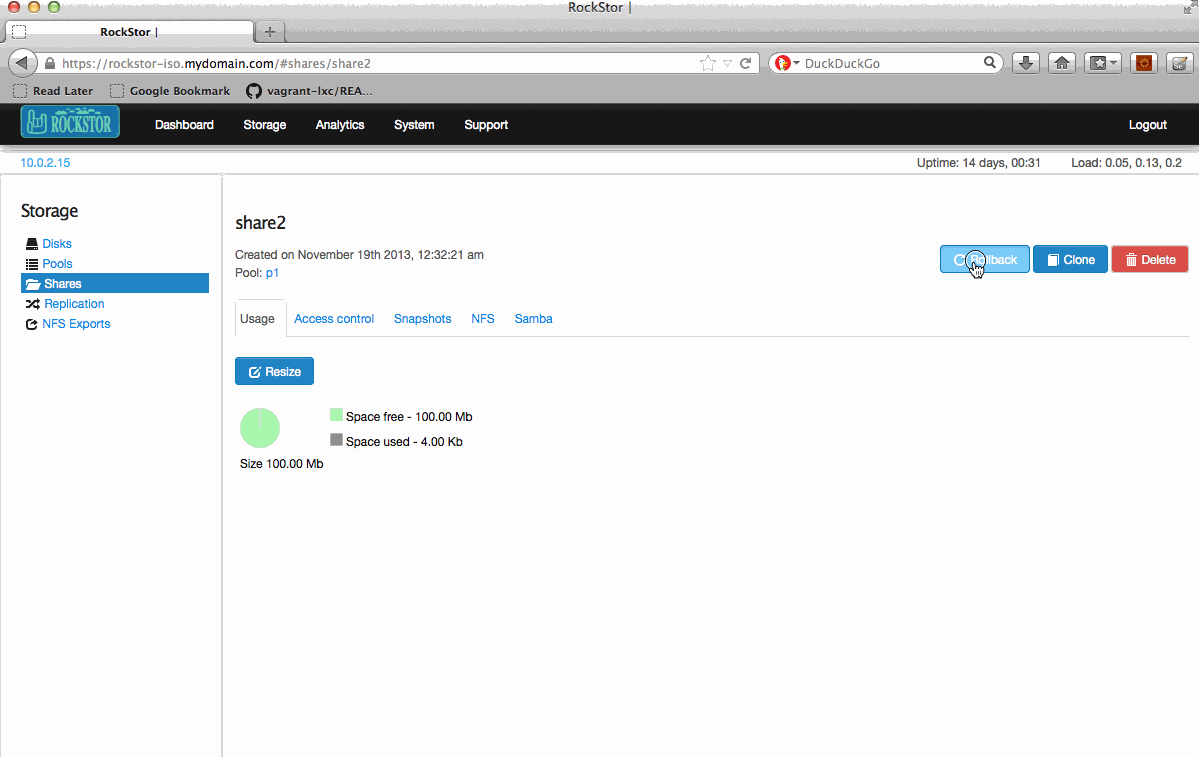 RockStor |
RockStor |
https://rockstor-iso.mydomain.com/#shares/share2
DuckDuckGo
Read Later
Google Bookmark
vagrant-lxc/REA...
ROCKSTOR
Dashboard
Storage
Analytics
System
Support
Logout
10.0.2.15
Uptime: 14 days, 00:31
Load: 0.05, 0.13, 0.2
Storage
Disks
Pools
Shares
Replication
NFS Exports
share2
Created on November 19th 2013, 12:32:21 am
Pool: p1
Rollback
Clone
Delete
Usage
Access control
Snapshots
NFS
Samba
Resize
Space free - 100.00 Mb
Space used - 4.00 Kb
Size 100.00 Mb